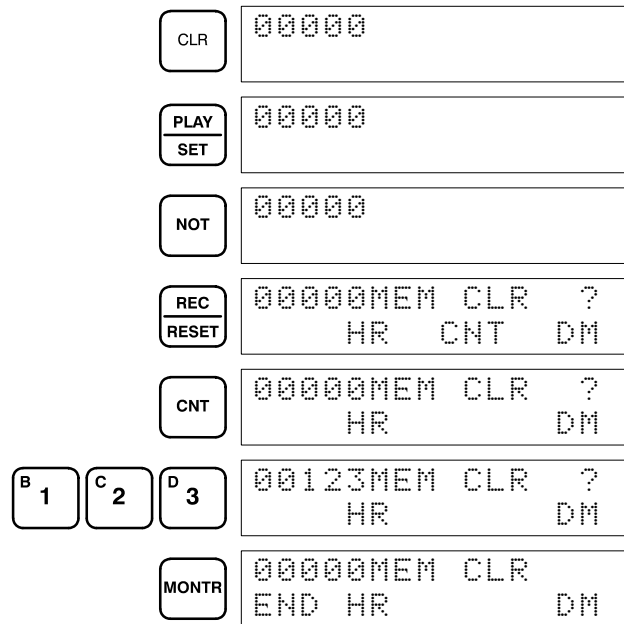 CLR 00000
PLAY 00000
SET
NOT 00000
REC 00000MEM CLR ?
RESET HR CNT DM
CNT 00000MEM CLR ?
HR DM
B 1 C 2 D 3 00123MEM CLR ?
HR DM
MONTR 00000MEM CLR
END HR DM